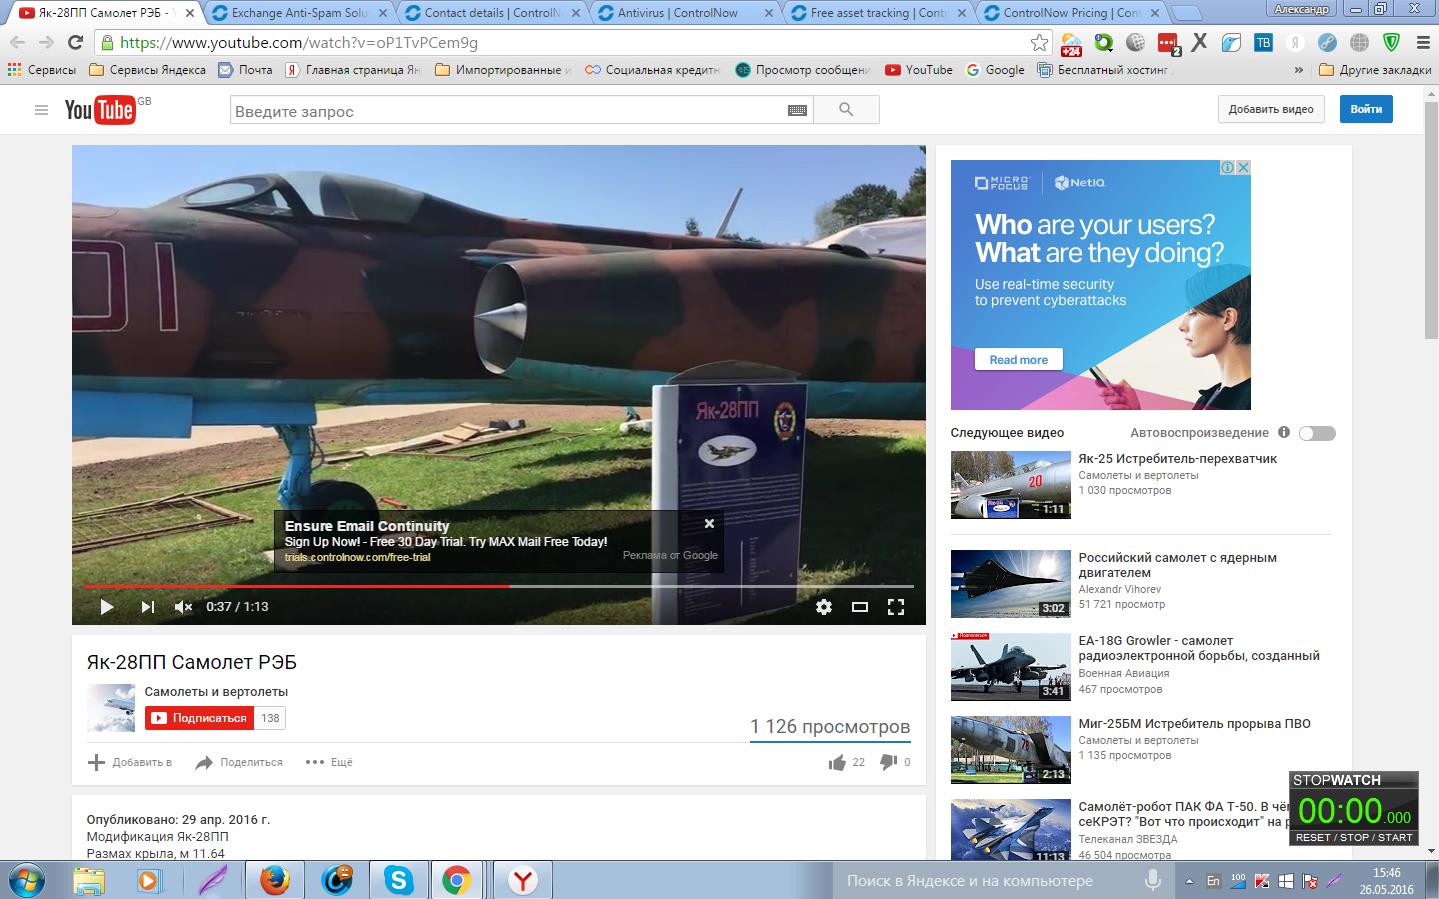 Як-28ПП Самолет РЭБ - Y
Exchange Anti-Spam Solu
Contact details | ControlN
Antivirus | ControlNow
Free asset tracking | Contr
ControlNow Pricing | Cont
Александр
https://www.youtube.com/watch?v=oP1TvPCem9g
+24
2
ТВ
Я
Сервисы
Сервисы Яндекса
Почта
Главная страница Ян
Импортированные и
Социальная кредитн
Просмотр сообщени
YouTube
Google
Бесплатный хостинг
»
Другие закладки
YouTube GB
Введите запрос
Добавить видео
Войти
01
Як-28ПП
Ensure Email Continuity
Sign Up Now! - Free 30 Day Trial. Try MAX Mail Free Today!
trials.controlnow.com/free-trial
Реклама от Google
0:37 / 1:13
Як-28ПП Самолет РЭБ
Самолеты и вертолеты
Подписаться 138
1 126 просмотров
Добавить в
Поделиться
Ещё
22
0
Опубликовано: 29 апр. 2016 г.
Модификация Як-28ПП
Размах крыла, м 11.64
MICRO FOCUS
NetIQ
Who are your users?
What are they doing?
Use real-time security
to prevent cyberattacks
Read more
Следующее видео
Автовоспроизведение
20
1:11
Як-25 Истребитель-перехватчик
Самолеты и вертолеты
1 030 просмотров
3:02
Российский самолет с ядерным
двигателем
Alexandr Vihorev
51 721 просмотр
Подписаться
3:41
EA-18G Growler - самолет
радиоэлектронной борьбы, созданный
Военная Авиация
467 просмотров
2:13
Миг-25БМ Истребитель прорыва ПВО
Самолеты и вертолеты
1 135 просмотров
11:13
Самолёт-робот ПАК ФА Т-50. В чём
сеКРЭТ? "Вот что происходит" на р
Телеканал ЗВЕЗДА
46 504 просмотра
STOPWATCH
00:00.000
RESET / STOP / START
Поиск в Яндексе и на компьютере
En
100
15:46
26.05.2016